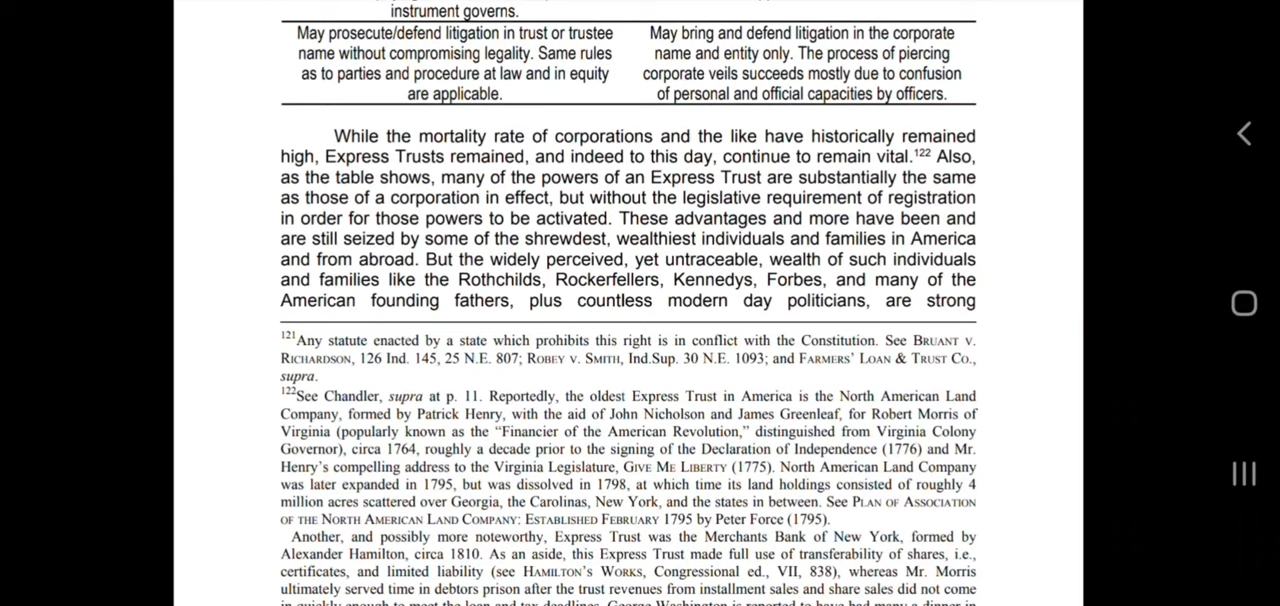 instrument governs.
May prosecute/defend litigation in trust or trustee
name without compromising legality. Same rules
as to parties and procedure at law and in equity
are applicable.
May bring and defend litigation in the corporate
name and entity only. The process of piercing
corporate veils succeeds mostly due to confusion
of personal and official capacities by officers.
While the mortality rate of corporations and the like have historically remained
high, Express Trusts remained, and indeed to this day, continue to remain vital.122 Also,
as the table shows, many of the powers of an Express Trust are substantially the same
as those of a corporation in effect, but without the legislative requirement of registration
in order for those powers to be activated. These advantages and more have been and
are still seized by some of the shrewdest, wealthiest individuals and families in America
and from abroad. But the widely perceived, yet untraceable, wealth of such individuals
and families like the Rothchilds, Rockerfellers, Kennedys, Forbes, and many of the
American founding fathers, plus countless modern day politicians, are strong
121Any statute enacted by a state which prohibits this right is in conflict with the Constitution. See BRUANT V.
RICHARDSON, 126 Ind. 145, 25 N.E. 807; ROBEY V. SMITH, Ind.Sup. 30 N.E. 1093; and FARMERS' LOAN & TRUST CO.,
supra.
122See Chandler, supra at p. 11. Reportedly, the oldest Express Trust in America is the North American Land
Company, formed by Patrick Henry, with the aid of John Nicholson and James Greenleaf, for Robert Morris of
Virginia (popularly known as the “Financier of the American Revolution,” distinguished from Virginia Colony
Governor), circa 1764, roughly a decade prior to the signing of the Declaration of Independence (1776) and Mr.
Henry's compelling address to the Virginia Legislature, GIVE ME LIBERTY (1775). North American Land Company
was later expanded in 1795, but was dissolved in 1798, at which time its land holdings consisted of roughly 4
million acres scattered over Georgia, the Carolinas, New York, and the states in between. See PLAN OF ASSOCIATION
OF THE NORTH AMERICAN LAND COMPANY: ESTABLISHED FEBRUARY 1795 by Peter Force (1795).
Another, and possibly more noteworthy, Express Trust was the Merchants Bank of New York, formed by
Alexander Hamilton, circa 1810. As an aside, this Express Trust made full use of transferability of shares, i.e.,
certificates, and limited liability (see HAMILTON'S WORKS, Congressional ed., VII, 838), whereas Mr. Morris
ultimately served time in debtors prison after the trust revenues from installment sales and share sales did not come
in quickly enough to meet the loan and tax deadlines. George Washington is reported to have had many a dinner in